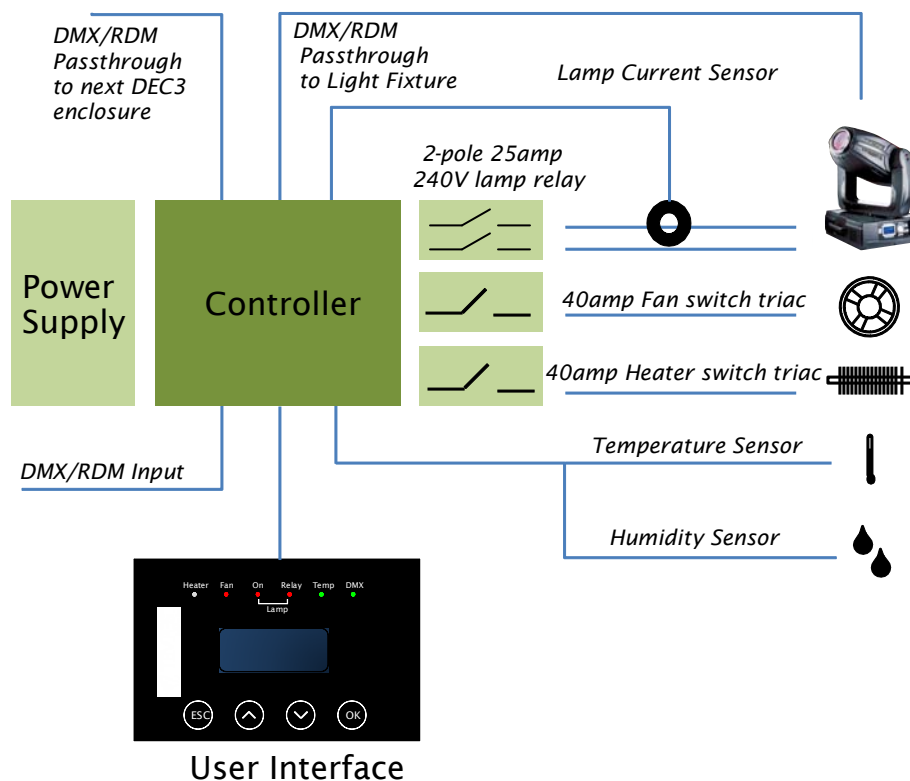 DMX/RDM
Passthrough
to next DEC3
enclosure
DMX/RDM
Passthrough
to Light Fixture
Lamp Current Sensor
2-pole 25amp
240V lamp relay
Power
Supply
Controller
40amp Fan switch triac
40amp Heater switch triac
Temperature Sensor
DMX/RDM Input
Humidity Sensor
Heater Fan On Relay Temp DMX
Lamp
ESC OK
User Interface